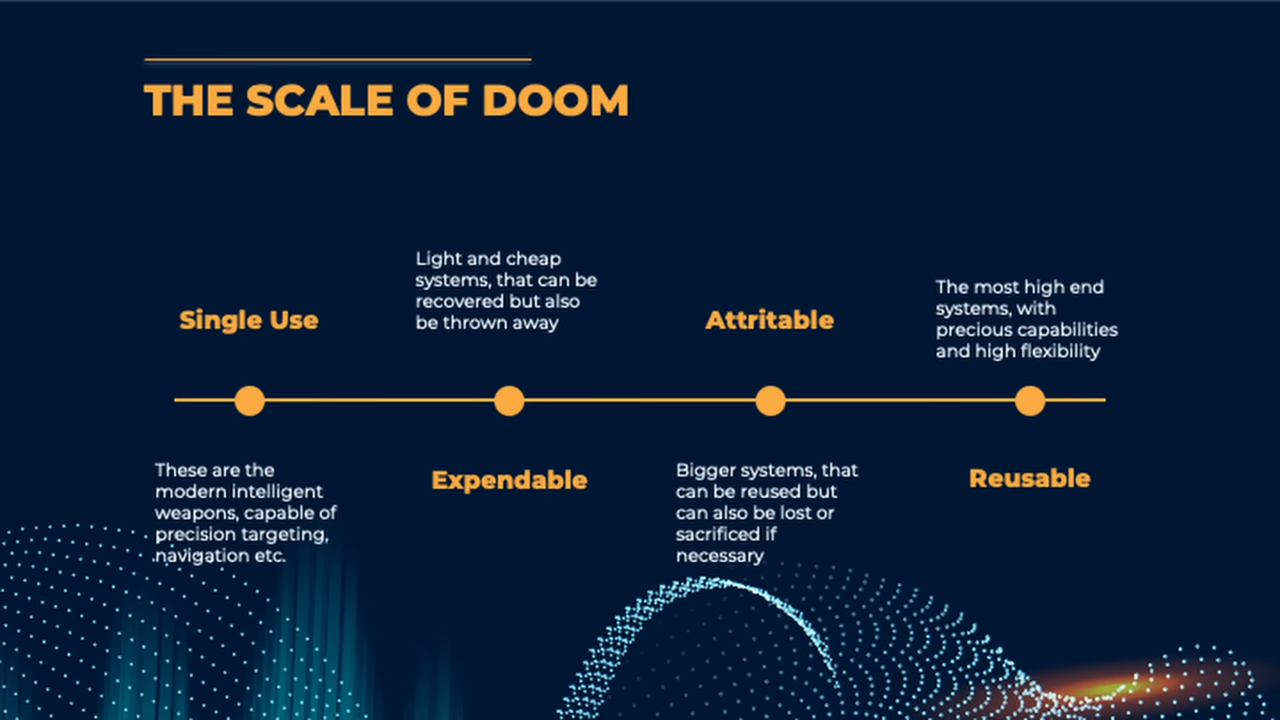 THE SCALE OF DOOM
Single Use
These are the
modern intelligent
weapons, capable of
precision targeting,
navigation etc.
Light and cheap
systems, that can be
recovered but also
be thrown away
Expendable
Attritable
Bigger systems, that
can be reused but
can also be lost or
sacrificed if
necessary
The most high end
systems, with
precious capabilities
and high flexibility
Reusable